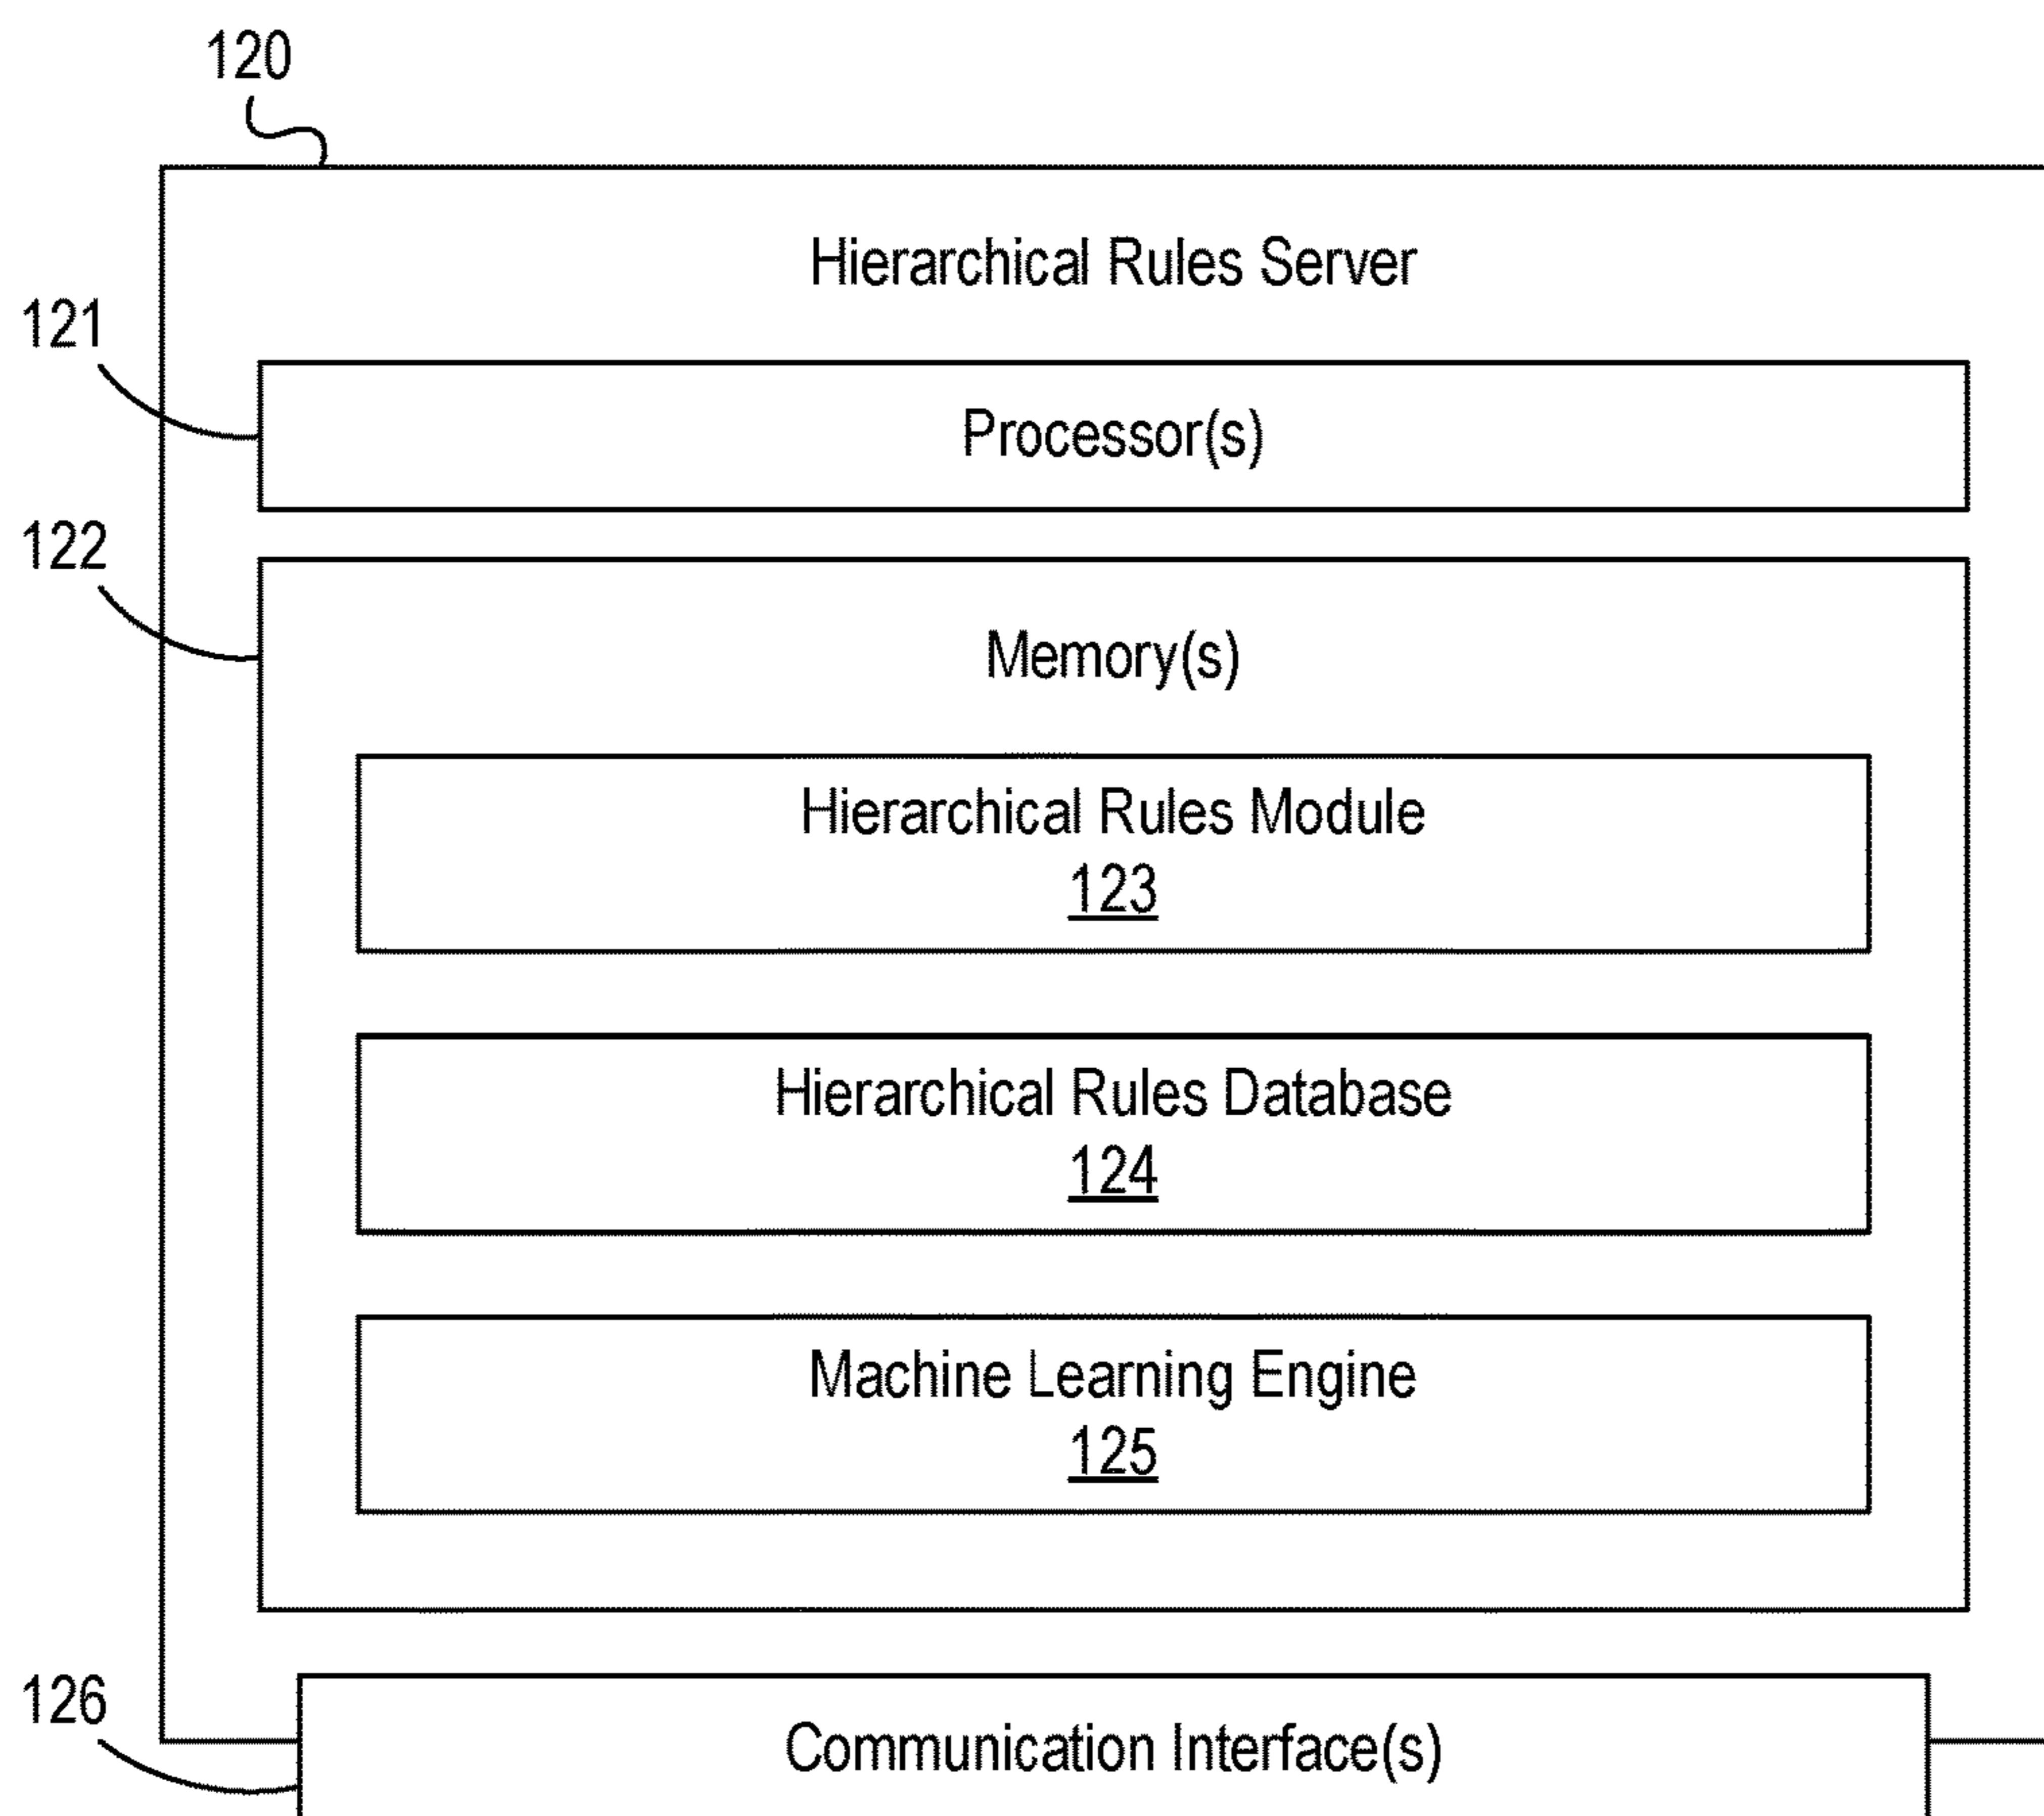 120
Hierarchical Rules Server
121
Processor(s)
122
Memory(s)
Hierarchical Rules Module
123
Hierarchical Rules Database
124
Machine Learning Engine
125
126
Communication Interface(s)